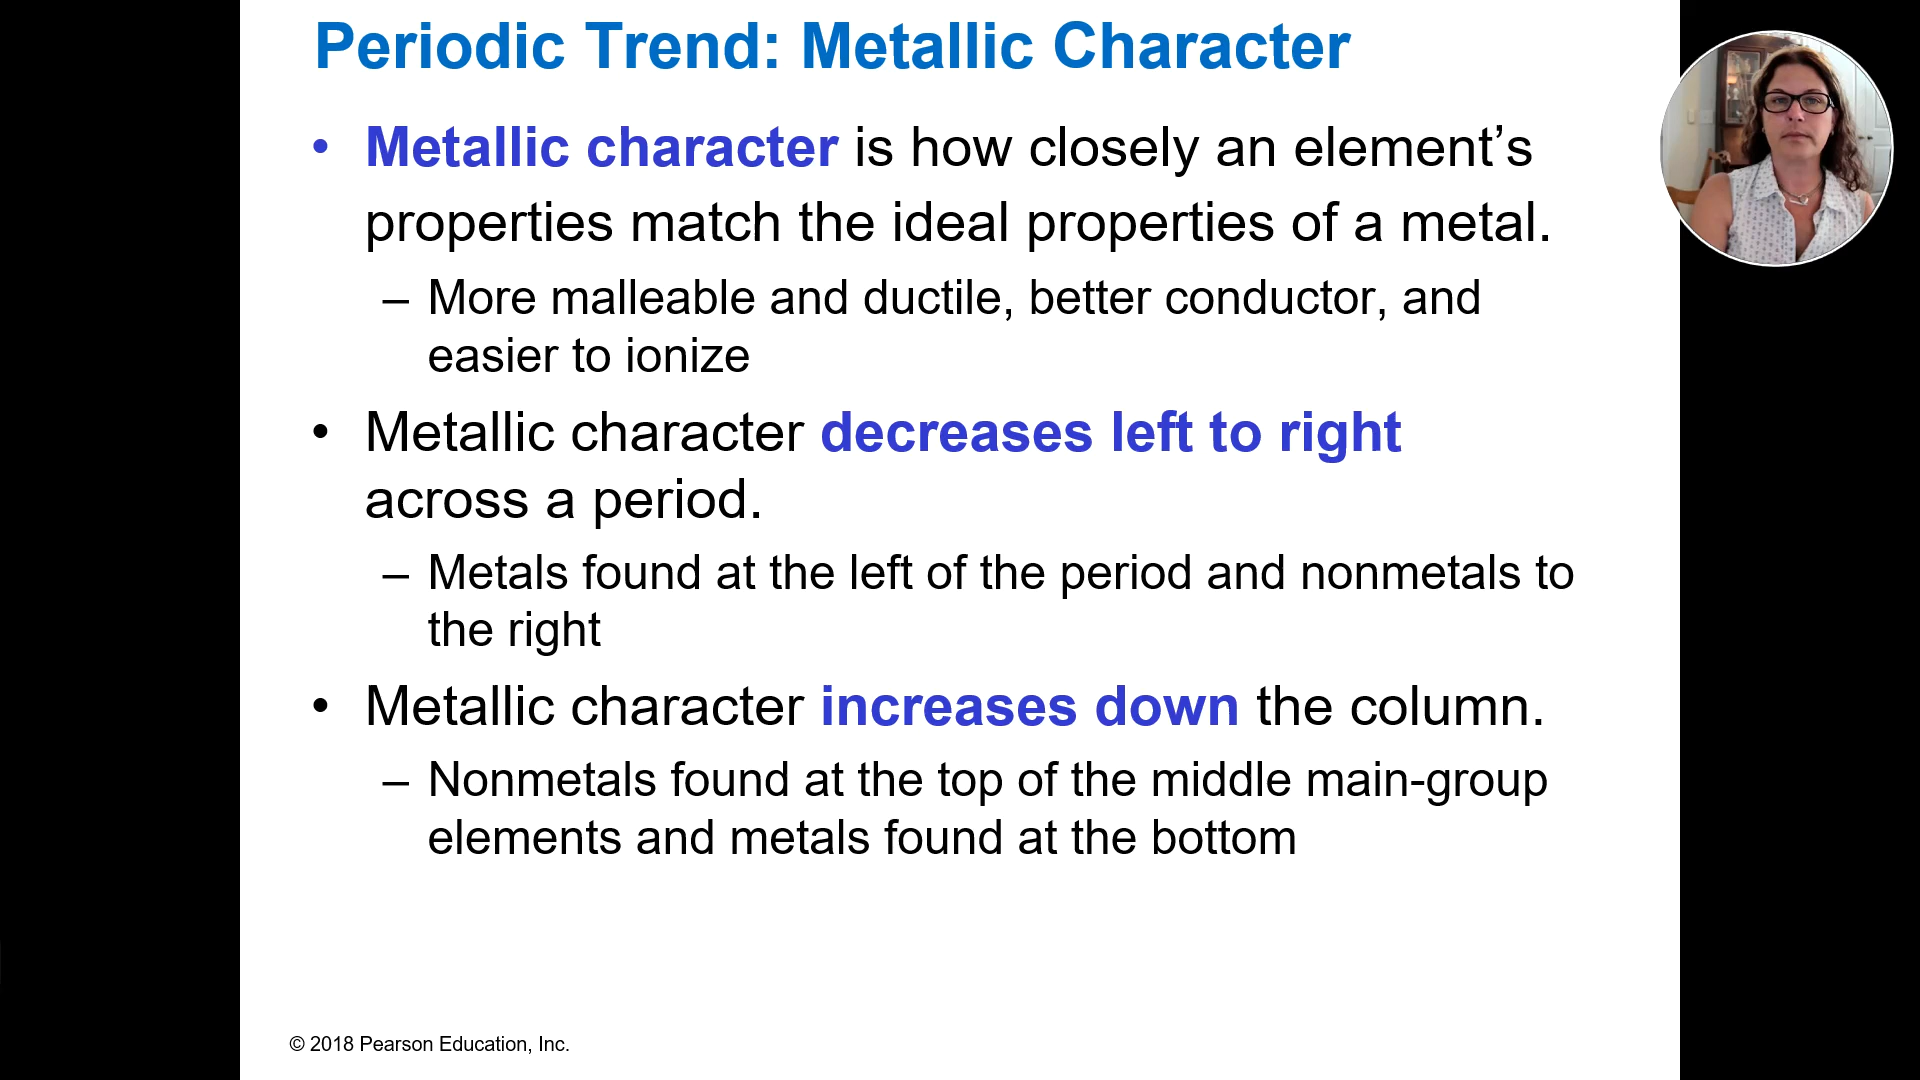 Periodic Trend: Metallic Character
• Metallic character is how closely an element’s
properties match the ideal properties of a metal.
– More malleable and ductile, better conductor, and
easier to ionize
• Metallic character decreases left to right
across a period.
– Metals found at the left of the period and nonmetals to
the right
• Metallic character increases down the column.
– Nonmetals found at the top of the middle main-group
elements and metals found at the bottom
© 2018 Pearson Education, Inc.